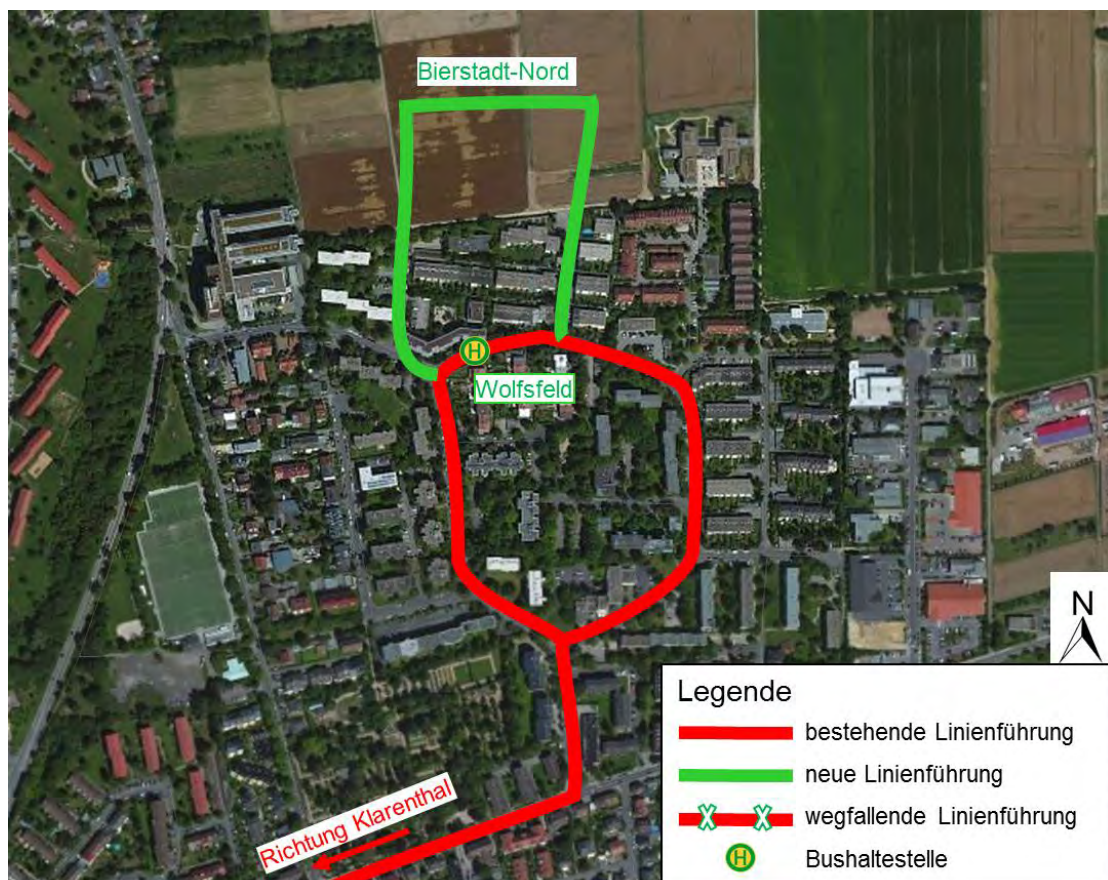 Bierstadt-Nord
H
Wolfsfeld
Richtung Klarenthal
N
Legende
bestehende Linienführung
neue Linienführung
X X wegfallende Linienführung
H Bushaltestelle